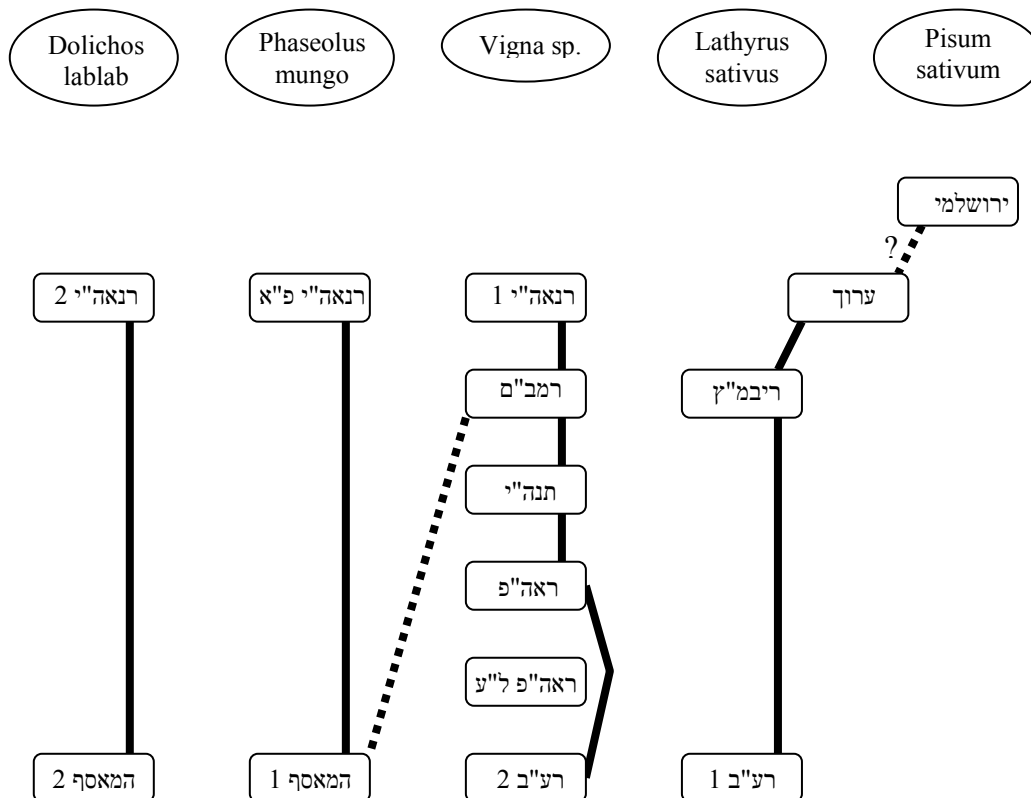 Dolichos
lablab
Phaseolus
mungo
Vigna sp.
Lathyrus
sativus
Pisum
sativum
ירושלמי
?
רנאה"י 2
רנאה"י פ"א
רנאה"י 1
ערוך
רמב"ם
ריבמ"ץ
תנה"י
ראה"פ
ראה"פ ל"ע
המאסף 2
המאסף 1
רע"ב 2
רע"ב 1